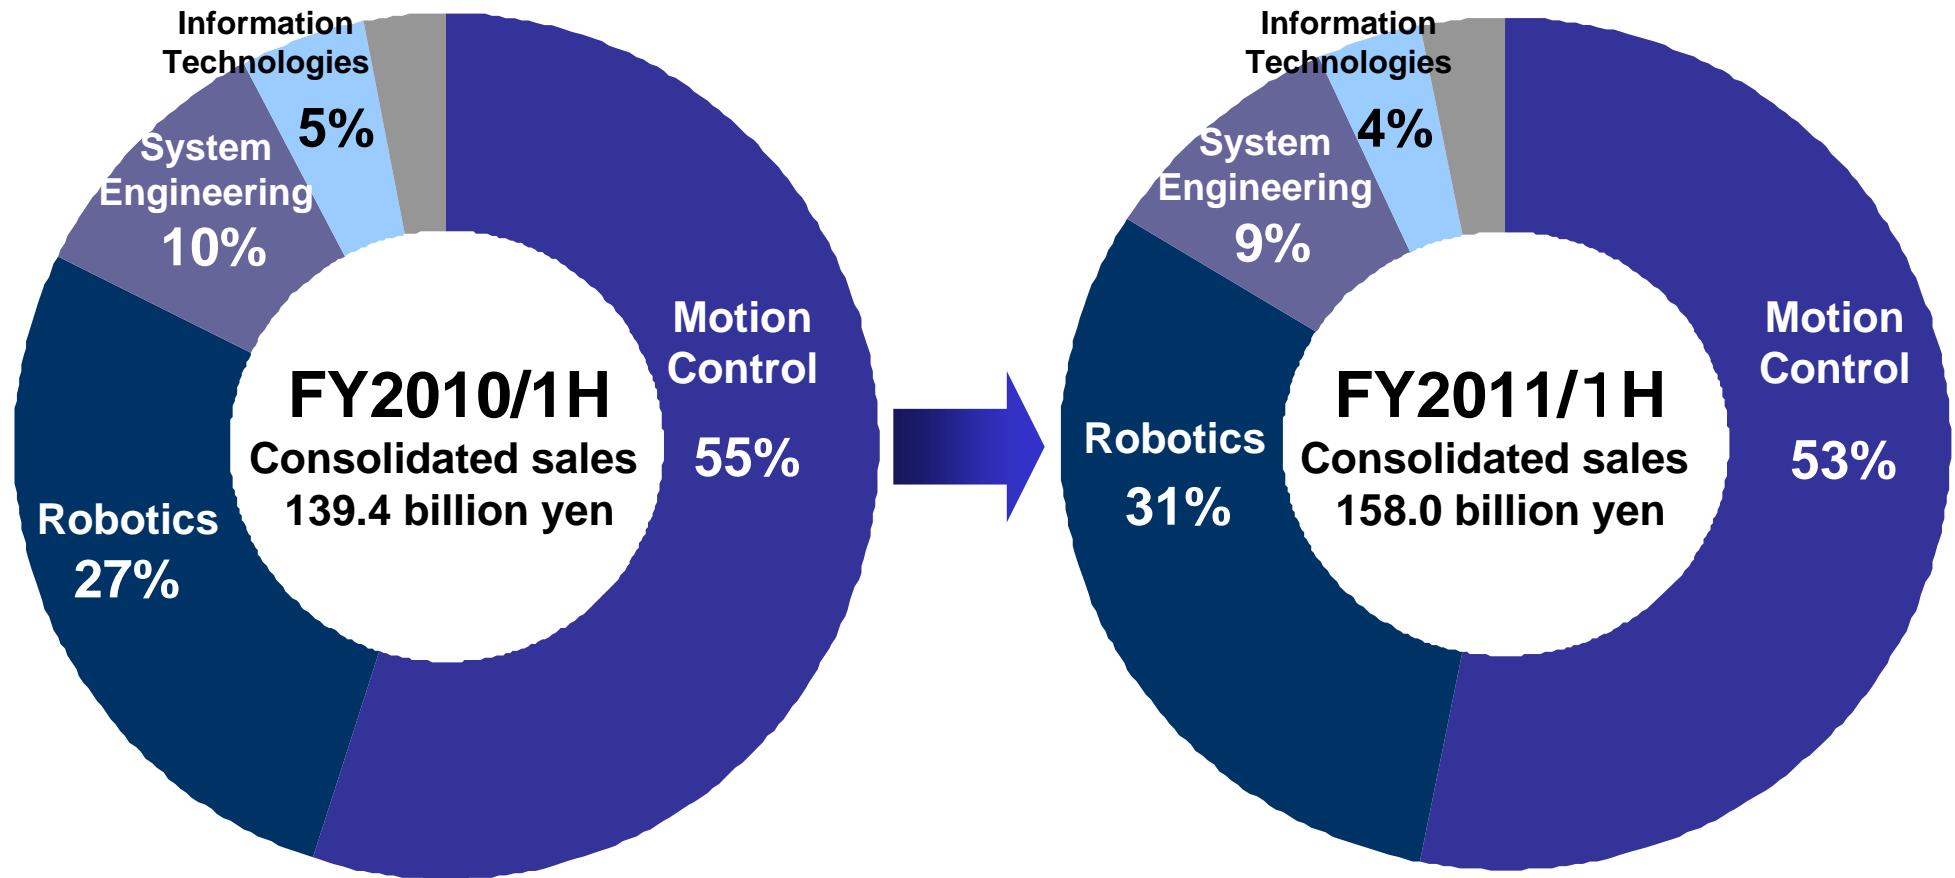 Information
Technologies
5%
System
Engineering
10%
Robotics
27%
Motion
Control
55%
FY2010/1H
Consolidated sales
139.4 billion yen
Information
Technologies
4%
System
Engineering
9%
Robotics
31%
Motion
Control
53%
FY2011/1H
Consolidated sales
158.0 billion yen